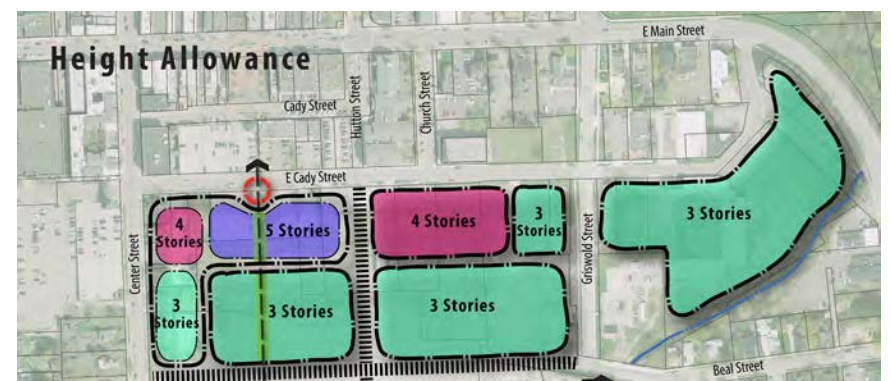 Height Allowance
E Main Street
Cady Street
Hutton Street
Church Street
E Cady Street
Center Street
Griswold Street
4
Stories
5 Stories
4 Stories
3
Stories
3 Stories
3
Stories
3 Stories
3 Stories
Beal Street